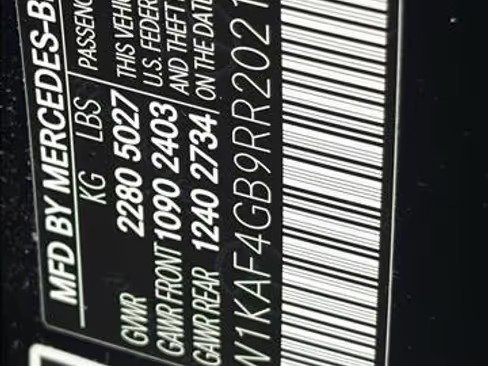 MFD BY MERCEDES-B
KG LBS PASSENG
GVWR 2280 5027 THIS VEHIC
GAWR FRONT 1090 2403 U.S. FEDER
GAWR REAR 1240 2734 AND THEFT
ON THE DATE
W1KAF4GB9RR2021